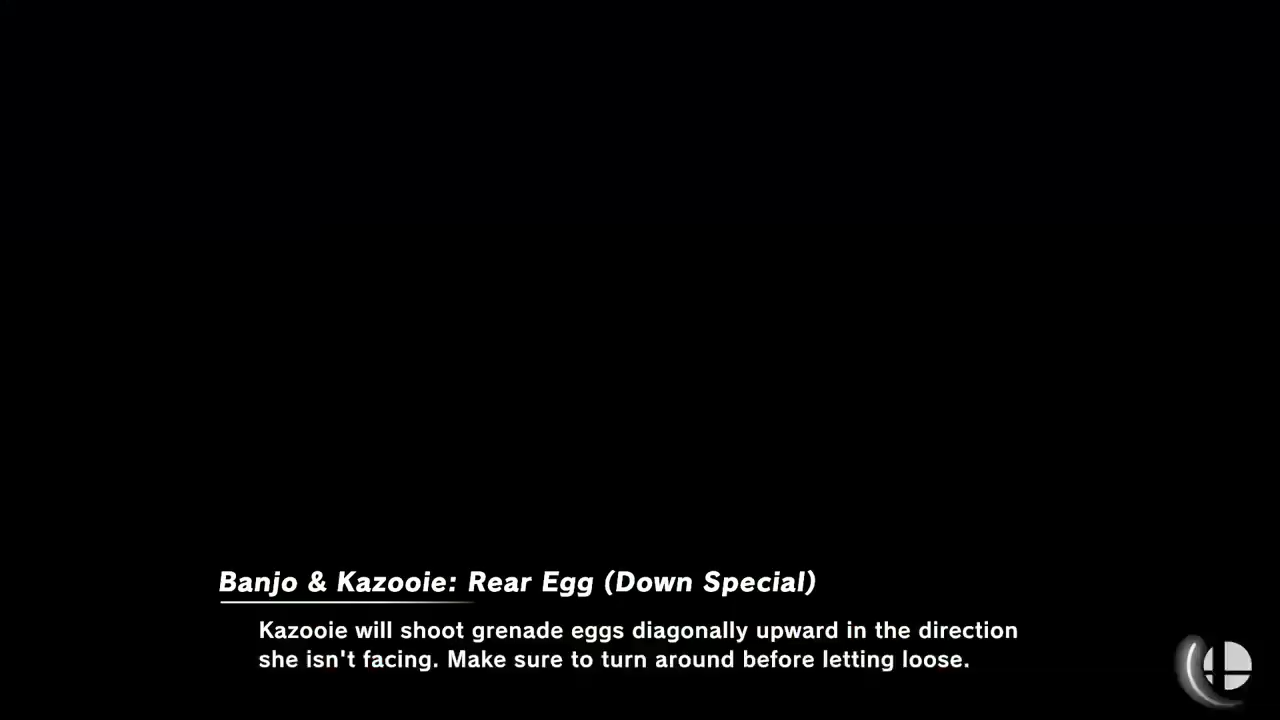 Banjo & Kazooie: Rear Egg (Down Special)
Kazooie will shoot grenade eggs diagonally upward in the direction
she isn't facing. Make sure to turn around before letting loose.